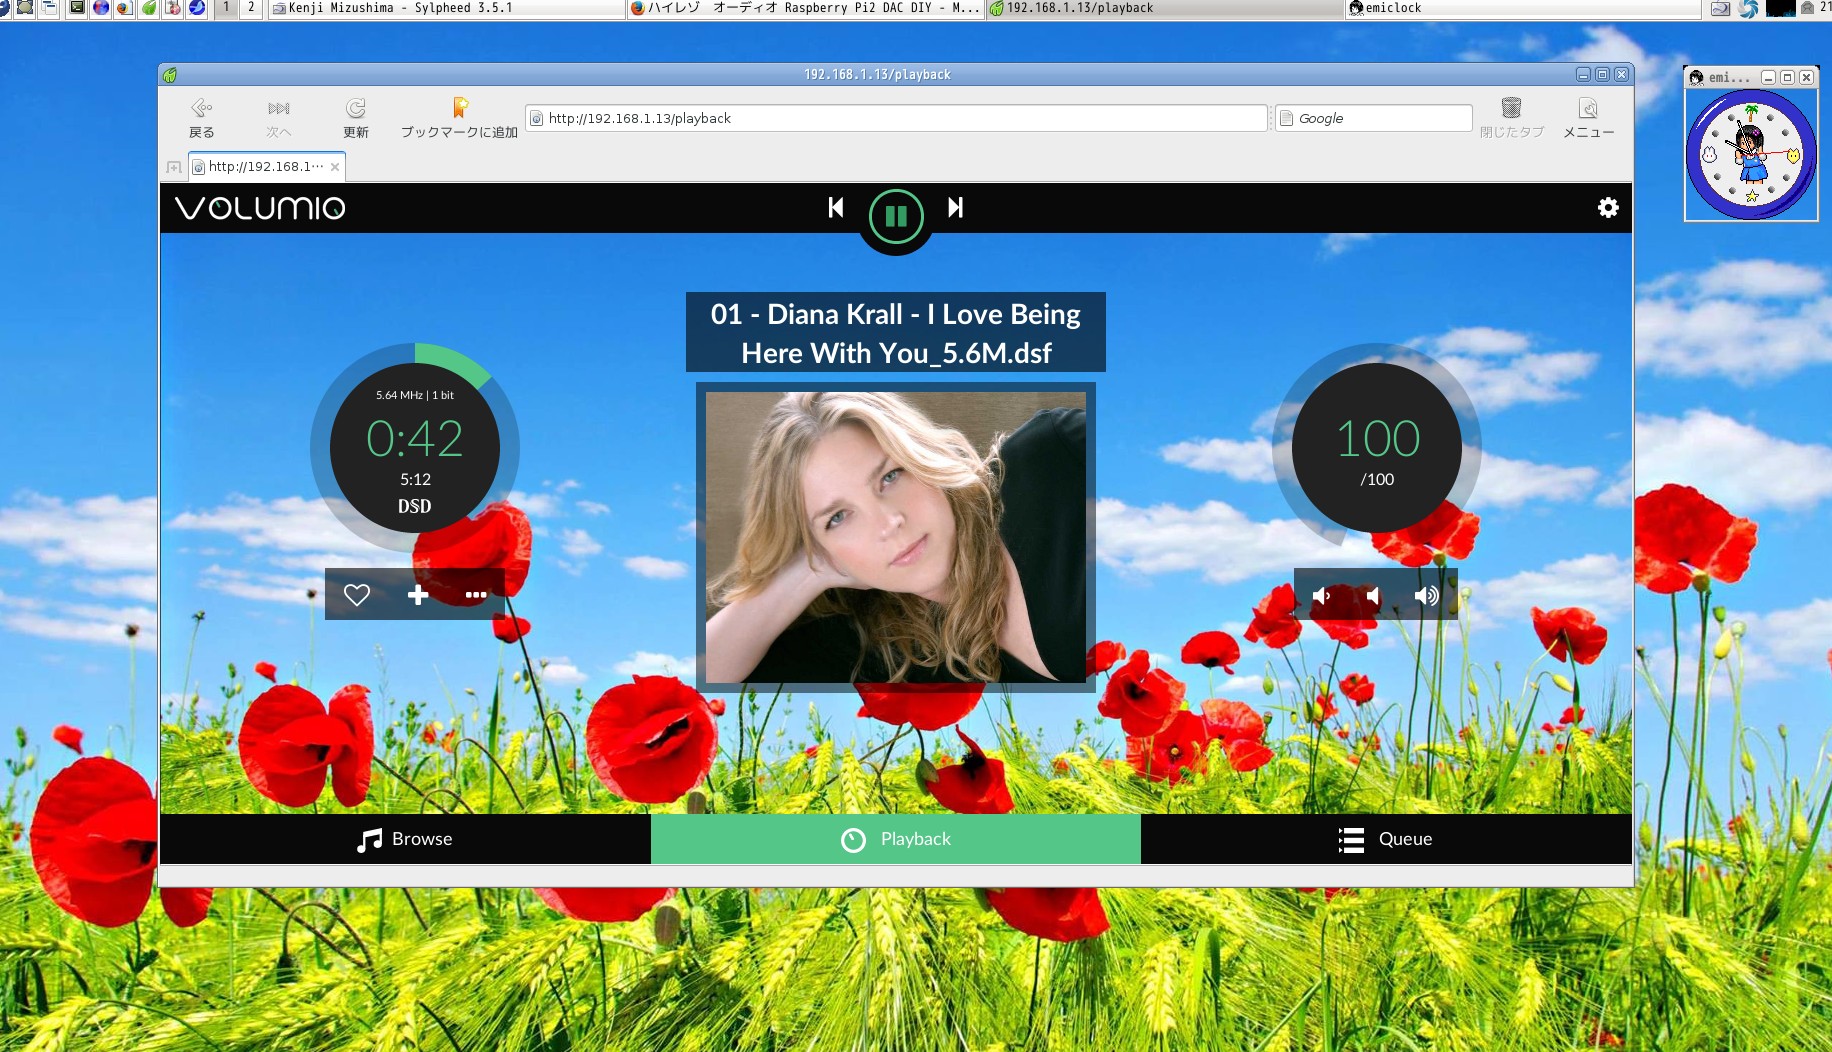 1
2
Kenji Mizushima - Sylpheed 3.5.1
ハイレゾ オーディオ Raspberry Pi2 DAC DIY - M...
192.168.1.13/playback
emiclock
21
192.168.1.13/playback
emi...
戻る
次へ
更新
ブックマークに追加
http://192.168.1.13/playback
Google
閉じたタブ
メニュー
http://192.168.1···
VOLUMIO
01 - Diana Krall - I Love Being
Here With You_5.6M.dsf
5.64 MHz | 1 bit
0:42
5:12
DSD
100
/100
Browse
Playback
Queue